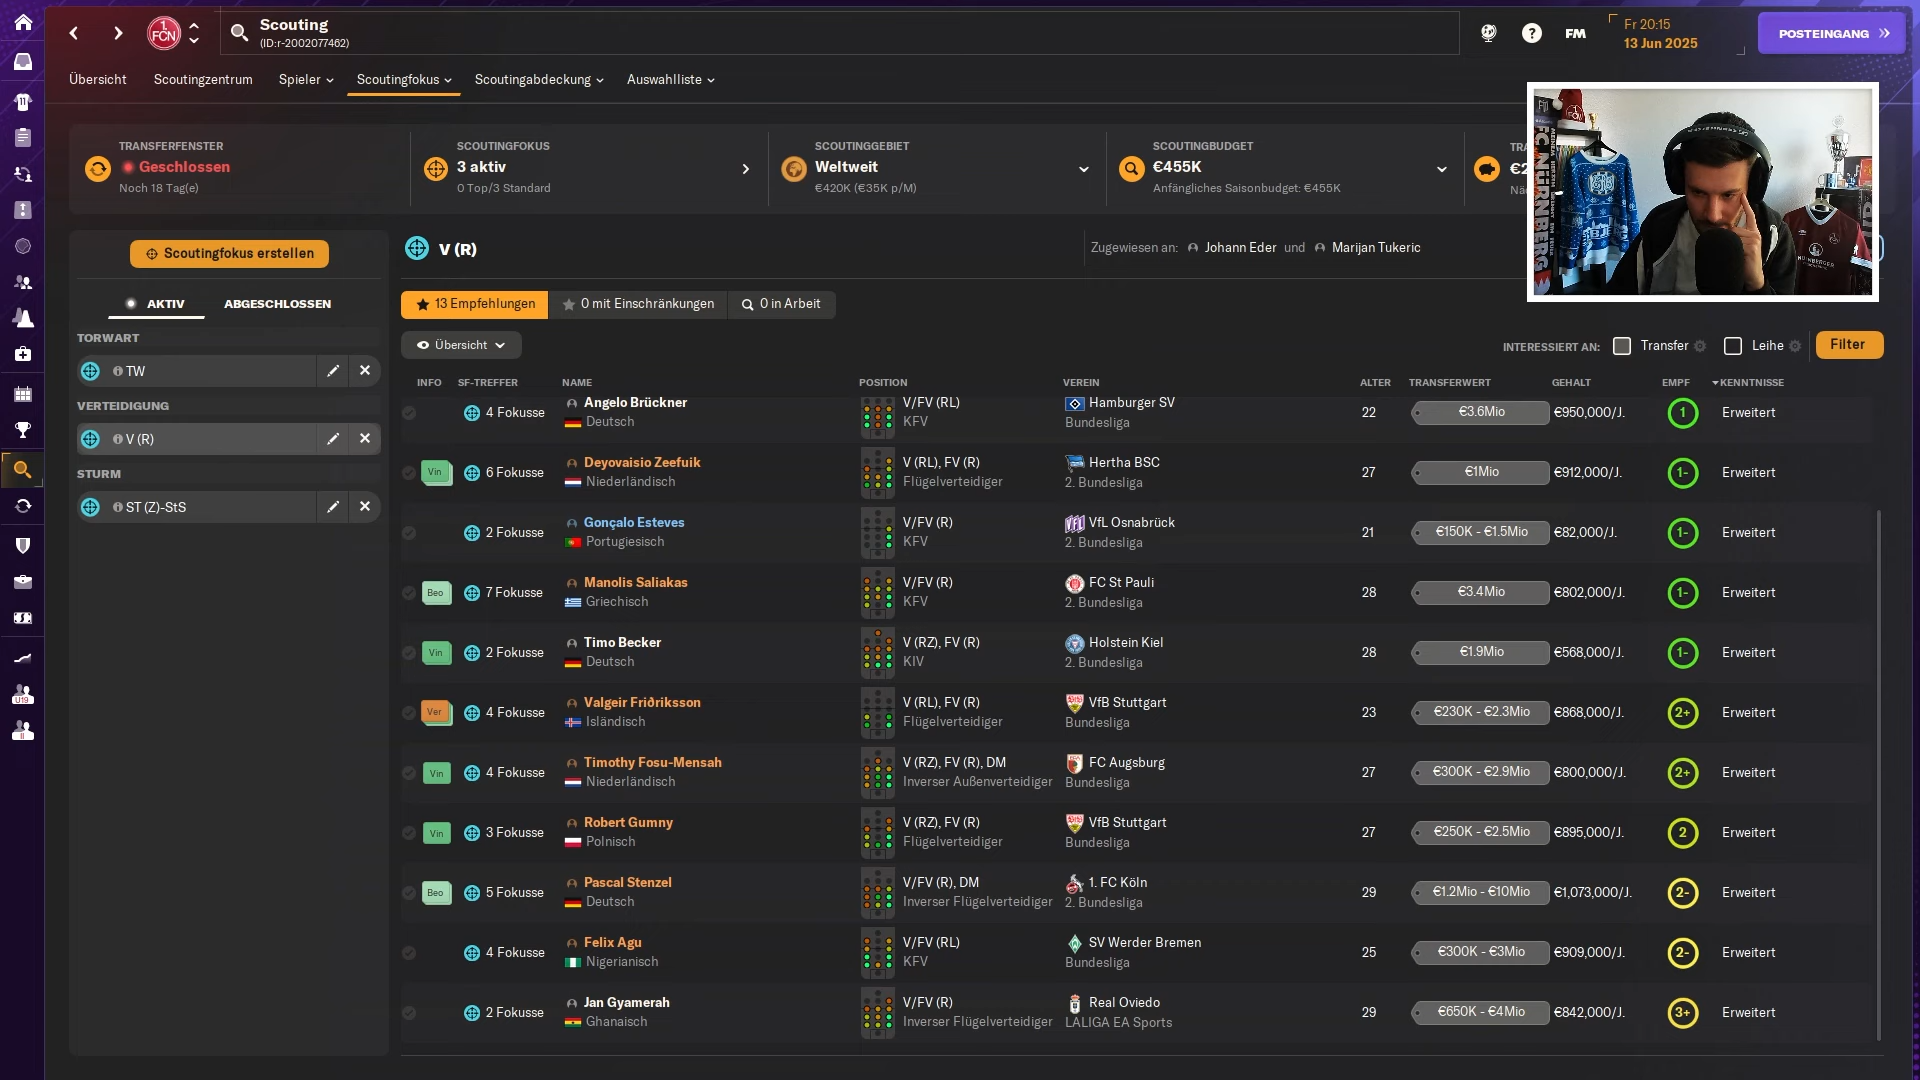 Scouting
(ID:r-2002077462)
FM
Fr 20:15
13 Jun 2025
POSTEINGANG
Übersicht
Scoutingzentrum
Spieler
Scoutingfokus
Scoutingabdeckung
Auswahlliste
TRANSFERFENSTER
Geschlossen
Noch 18 Tag(e)
SCOUTINGFOKUS
3 aktiv
0 Top/3 Standard
SCOUTINGGEBIET
Weltweit
€420K (€35K p/M)
SCOUTINGBUDGET
€455K
Anfängliches Saisonbudget: €455K
Scoutingfokus erstellen
AKTIV
ABGESCHLOSSEN
TORWART
TW
VERTEIDIGUNG
V (R)
STURM
ST (Z)-StS
V (R)
Zugewiesen an: Johann Eder und Marijan Tukeric
13 Empfehlungen
0 mit Einschränkungen
0 in Arbeit
Übersicht
INTERESSIERT AN: Transfer Leihe
Filter
INFO SF-TREFFER NAME POSITION VEREIN ALTER TRANSFERWERT GEHALT EMPF KENNTNISSE
4 Fokusse Angelo Brückner V/FV (RL) Hamburger SV 22 €3.6Mio €950,000/J. 1 Erweitert
Deutsch KFV Bundesliga
Vin 6 Fokusse Deyovaisio Zeefuik V (RL), FV (R) Hertha BSC 27 €1Mio €912,000/J. 1- Erweitert
Niederländisch Flügelverteidiger 2. Bundesliga
2 Fokusse Gonçalo Esteves V/FV (R) VfL Osnabrück 21 €150K - €1.5Mio €82,000/J. 1- Erweitert
Portugiesisch KFV 2. Bundesliga
Beo 7 Fokusse Manolis Saliakas V/FV (R) FC St Pauli 28 €3.4Mio €802,000/J. 1- Erweitert
Griechisch KFV 2. Bundesliga
Vin 2 Fokusse Timo Becker V (RZ), FV (R) Holstein Kiel 28 €1.9Mio €568,000/J. 1- Erweitert
Deutsch KIV 2. Bundesliga
Ver 4 Fokusse Valgeir Friðriksson V (RL), FV (R) VfB Stuttgart 23 €230K - €2.3Mio €868,000/J. 2+ Erweitert
Isländisch Flügelverteidiger Bundesliga
Vin 4 Fokusse Timothy Fosu-Mensah V (RZ), FV (R), DM FC Augsburg 27 €300K - €2.9Mio €800,000/J. 2+ Erweitert
Niederländisch Inverser Außenverteidiger Bundesliga
Vin 3 Fokusse Robert Gumny V (RZ), FV (R) VfB Stuttgart 27 €250K - €2.5Mio €895,000/J. 2 Erweitert
Polnisch Flügelverteidiger Bundesliga
Beo 5 Fokusse Pascal Stenzel V/FV (R), DM 1. FC Köln 29 €1.2Mio - €10Mio €1,073,000/J. 2- Erweitert
Deutsch Inverser Flügelverteidiger 2. Bundesliga
4 Fokusse Felix Agu V/FV (RL) SV Werder Bremen 25 €300K - €3Mio €909,000/J. 2- Erweitert
Nigerianisch KFV Bundesliga
2 Fokusse Jan Gyamerah V/FV (R) Real Oviedo 29 €650K - €4Mio €842,000/J. 3+ Erweitert
Ghanaisch Inverser Flügelverteidiger LALIGA EA Sports